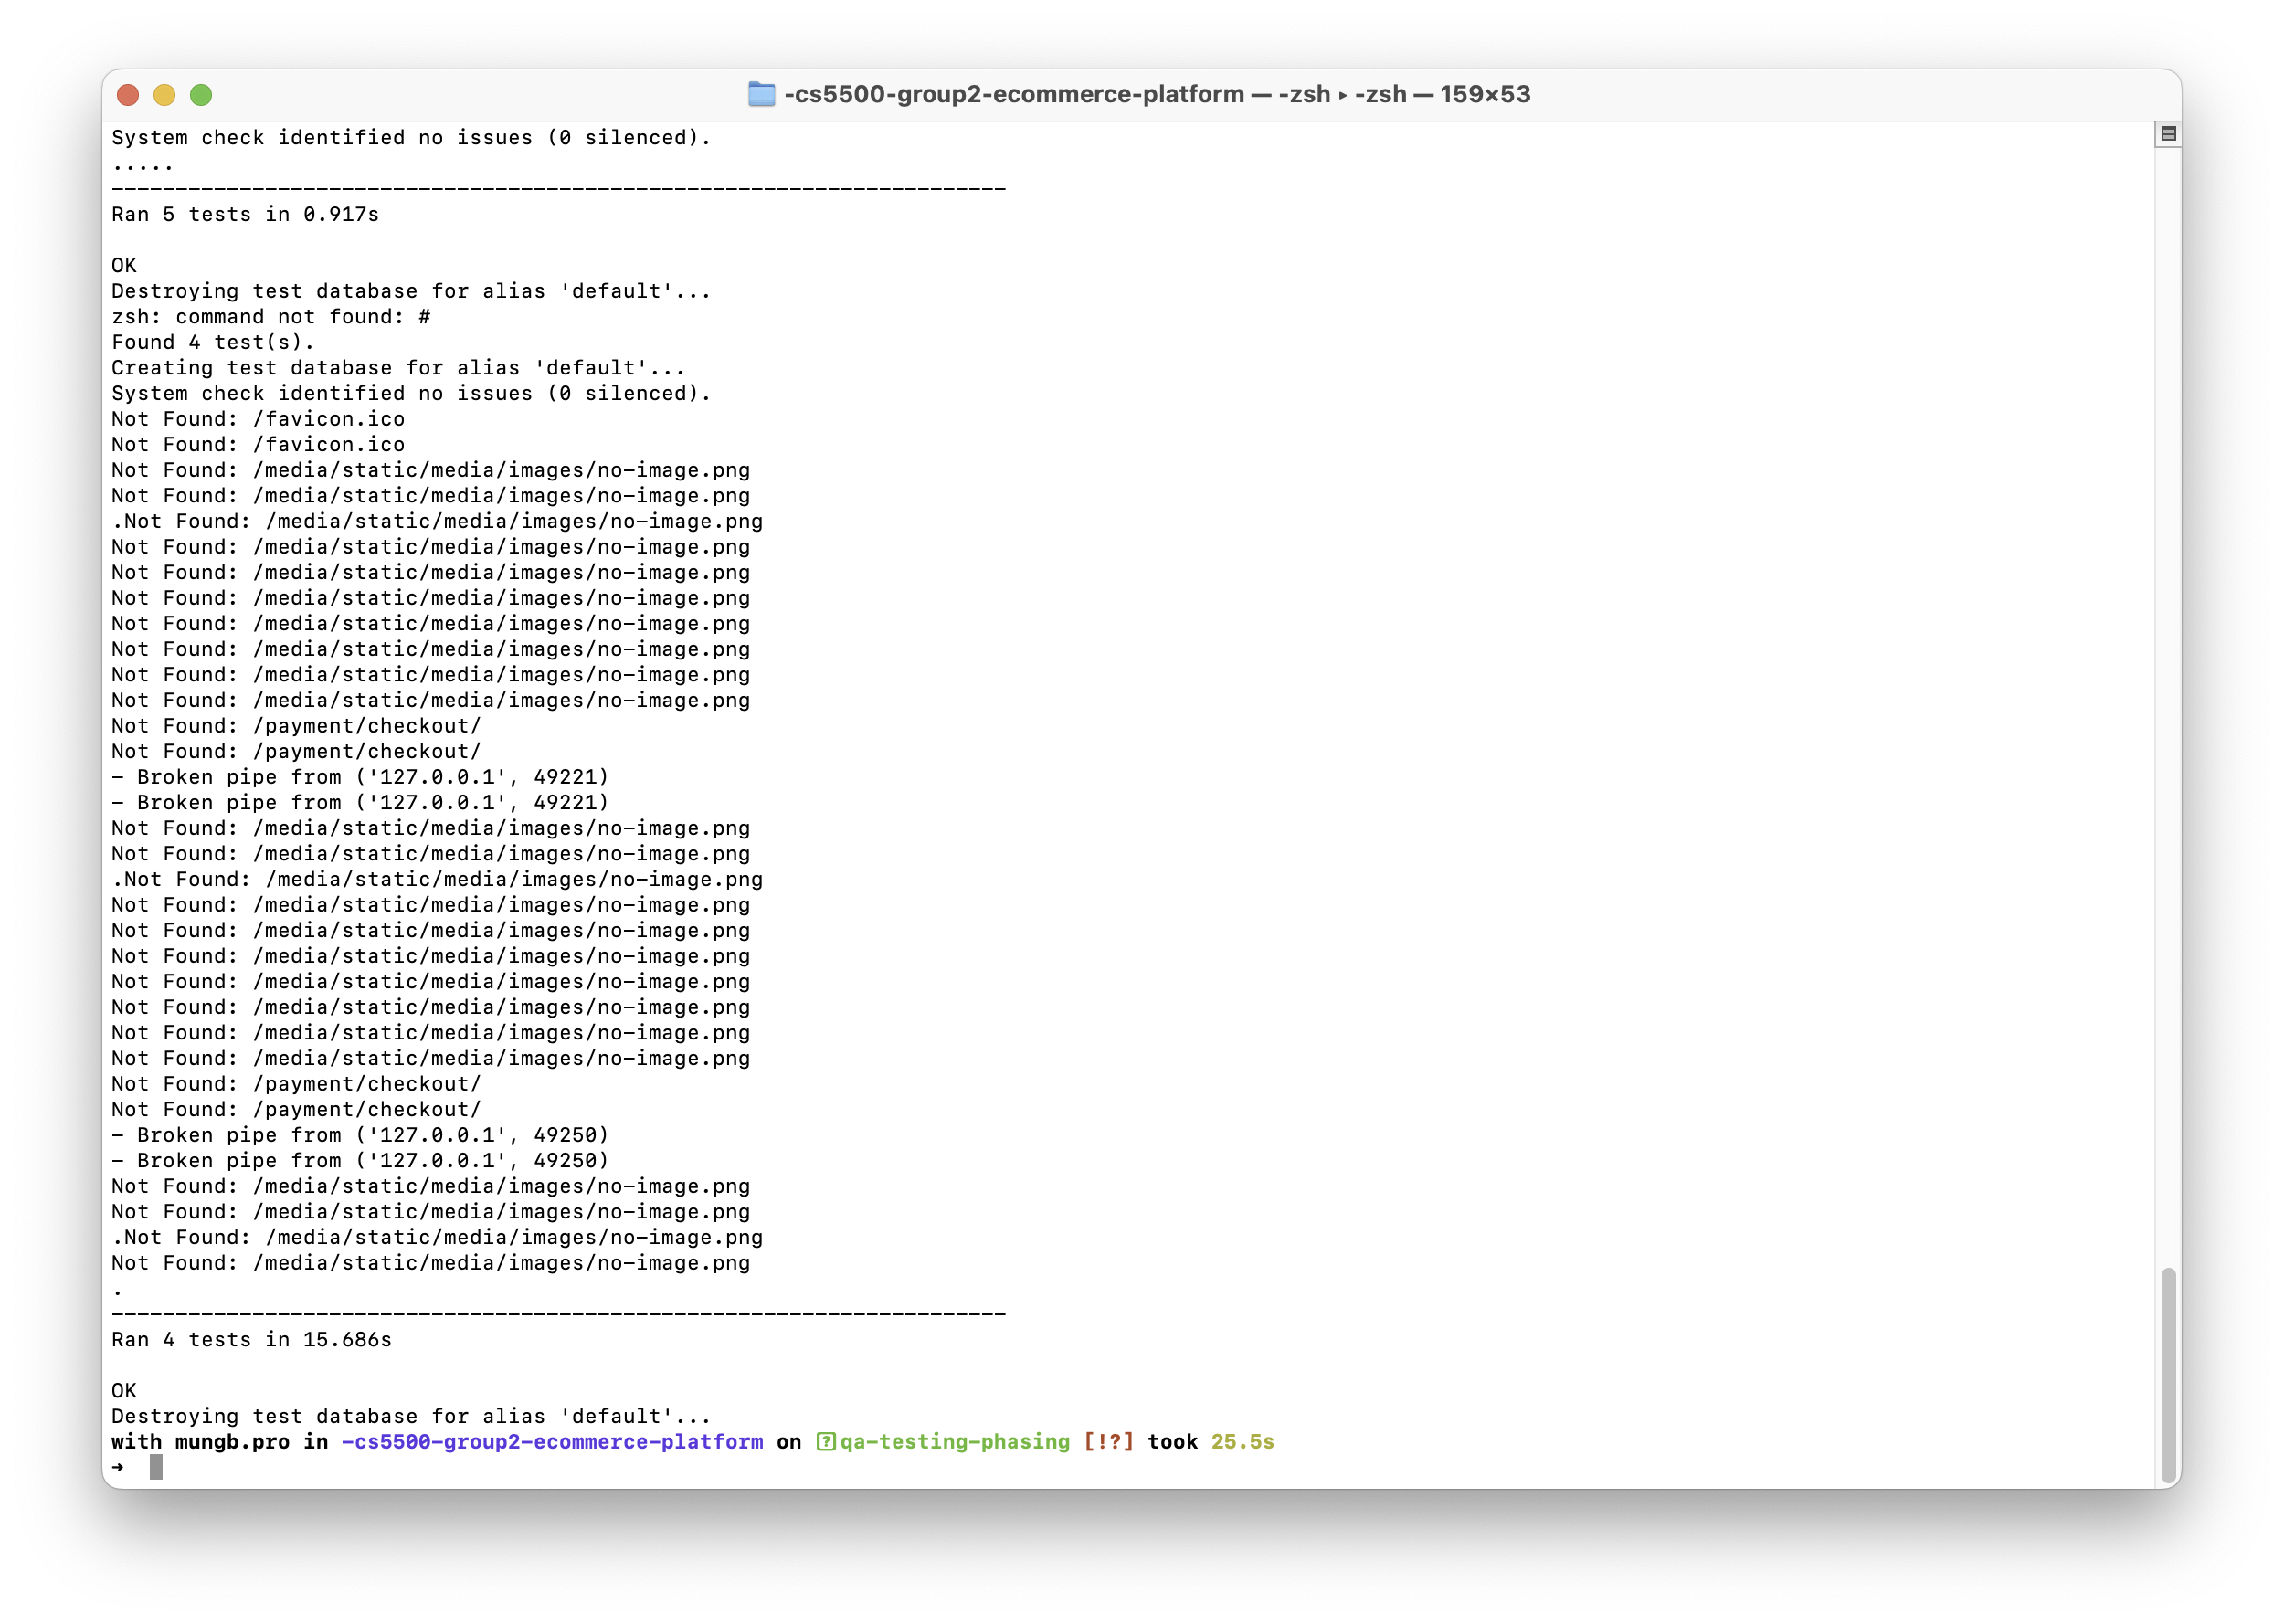 -cs5500-group2-ecommerce-platform — -zsh ▸ -zsh — 159×53
System check identified no issues (0 silenced).
.....
----------------------------------------------------------------------
Ran 5 tests in 0.917s
OK
Destroying test database for alias 'default'...
zsh: command not found: #
Found 4 test(s).
Creating test database for alias 'default'...
System check identified no issues (0 silenced).
Not Found: /favicon.ico
Not Found: /favicon.ico
Not Found: /media/static/media/images/no-image.png
Not Found: /media/static/media/images/no-image.png
.Not Found: /media/static/media/images/no-image.png
Not Found: /media/static/media/images/no-image.png
Not Found: /media/static/media/images/no-image.png
Not Found: /media/static/media/images/no-image.png
Not Found: /media/static/media/images/no-image.png
Not Found: /media/static/media/images/no-image.png
Not Found: /media/static/media/images/no-image.png
Not Found: /media/static/media/images/no-image.png
Not Found: /payment/checkout/
Not Found: /payment/checkout/
- Broken pipe from ('127.0.0.1', 49221)
- Broken pipe from ('127.0.0.1', 49221)
Not Found: /media/static/media/images/no-image.png
Not Found: /media/static/media/images/no-image.png
.Not Found: /media/static/media/images/no-image.png
Not Found: /media/static/media/images/no-image.png
Not Found: /media/static/media/images/no-image.png
Not Found: /media/static/media/images/no-image.png
Not Found: /media/static/media/images/no-image.png
Not Found: /media/static/media/images/no-image.png
Not Found: /media/static/media/images/no-image.png
Not Found: /media/static/media/images/no-image.png
Not Found: /payment/checkout/
Not Found: /payment/checkout/
- Broken pipe from ('127.0.0.1', 49250)
- Broken pipe from ('127.0.0.1', 49250)
Not Found: /media/static/media/images/no-image.png
Not Found: /media/static/media/images/no-image.png
.Not Found: /media/static/media/images/no-image.png
Not Found: /media/static/media/images/no-image.png
.
----------------------------------------------------------------------
Ran 4 tests in 15.686s
OK
Destroying test database for alias 'default'...
with mungb.pro in -cs5500-group2-ecommerce-platform on ⍰ qa-testing-phasing [!?] took 25.5s
➜